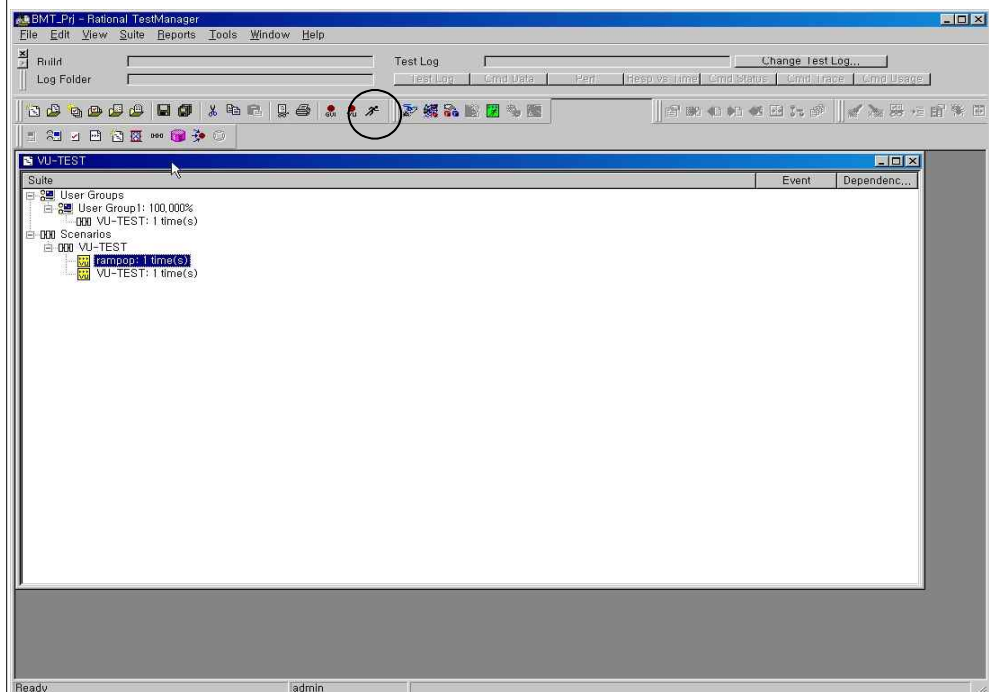 BMT_Prj - Rational TestManager
File Edit View Suite Reports Tools Window Help
Build
Test Log
Change Test Log...
Log Folder
Test Log Cmd Data Perf Resp vs Time Cmd Status Cmd Trace Cmd Usage
VU-TEST
Suite Event Dependenc...
User Groups
User Group1: 100,000%
VU-TEST: 1 time(s)
Scenarios
VU-TEST
rampop: 1 time(s)
VU-TEST: 1 time(s)
Ready admin